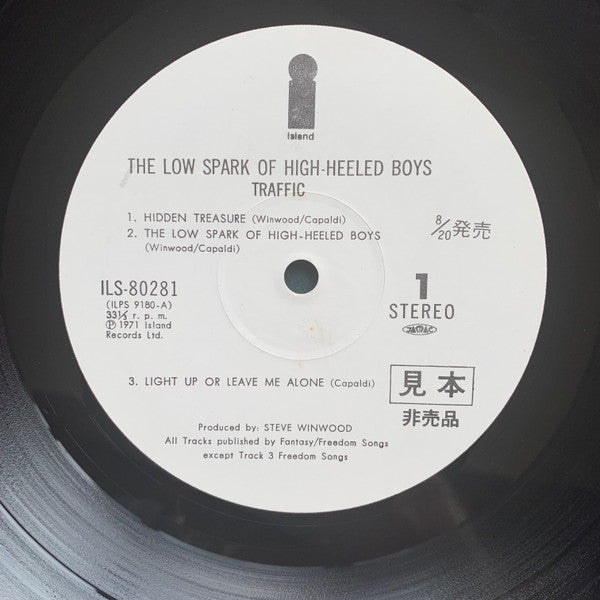 Island
THE LOW SPARK OF HIGH-HEELED BOYS
TRAFFIC
1. HIDDEN TREASURE (Winwood/Capaldi)
2. THE LOW SPARK OF HIGH-HEELED BOYS
(Winwood/Capaldi)
8/20発売
ILS-80281
(ILPS 9180-A)
33⅓ r. p. m.
Ⓟ 1971 Island
Records Ltd.
1
STEREO
JASRAC
3. LIGHT UP OR LEAVE ME ALONE (Capaldi)
見本
非売品
Produced by: STEVE WINWOOD
All Tracks published by Fantasy/Freedom Songs
except Track 3 Freedom Songs